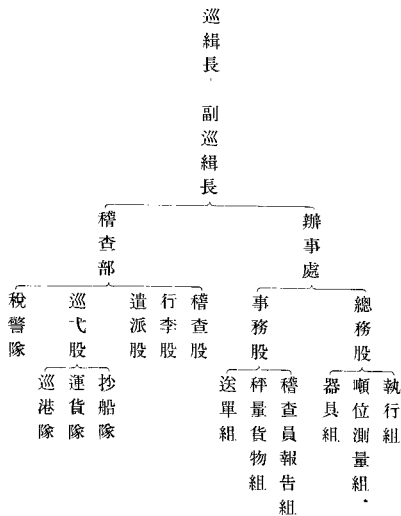 巡緝長·副巡緝長
辦事處
稽查部
總務股
事務股
稽查股
行李股
遣派股
巡弋股
稅警隊
執行組
噸位測量組·
器具組
稽查員報告組
秤量貨物組
送單組
抄船隊
運貨隊
巡港隊